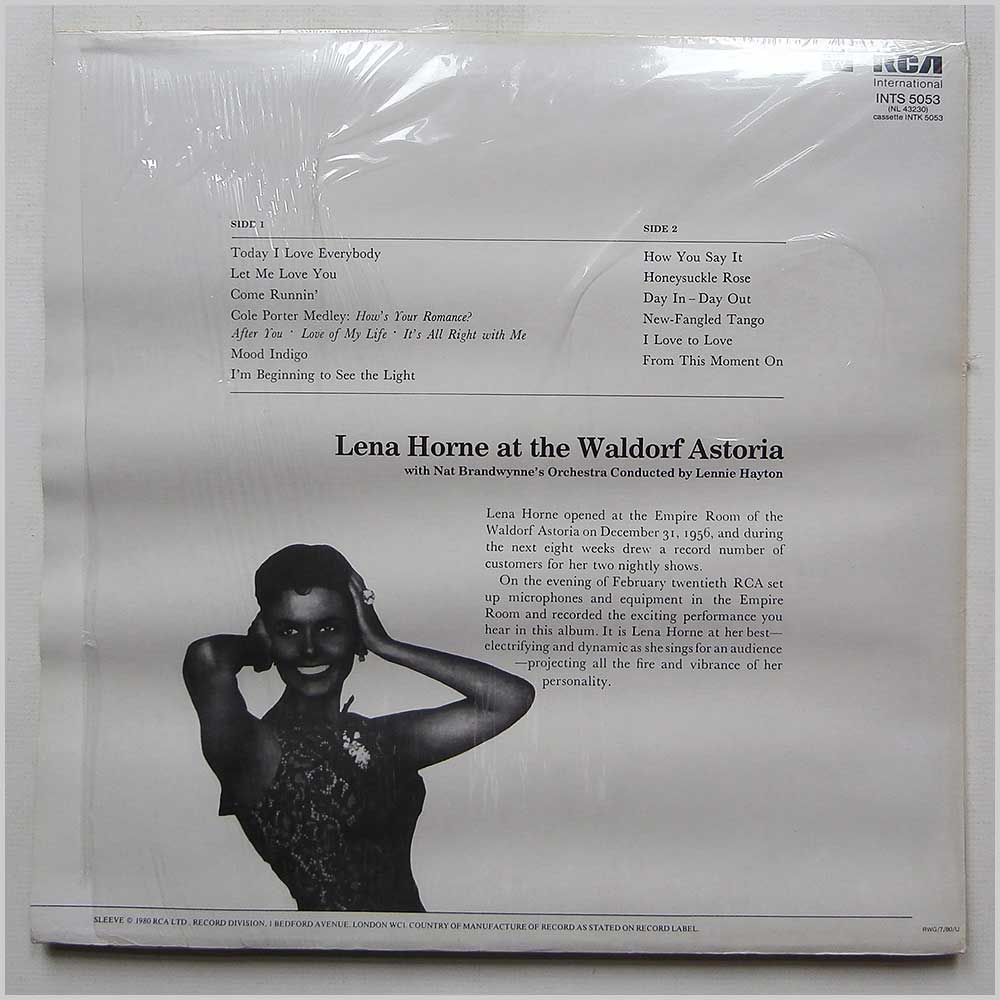 RCA
International
INTS 5053
(NL 43230)
cassette INTK 5053
SIDE 1
Today I Love Everybody
Let Me Love You
Come Runnin’
Cole Porter Medley: How’s Your Romance?
After You · Love of My Life · It’s All Right with Me
Mood Indigo
I’m Beginning to See the Light
SIDE 2
How You Say It
Honeysuckle Rose
Day In – Day Out
New-Fangled Tango
I Love to Love
From This Moment On
Lena Horne at the Waldorf Astoria
with Nat Brandwynne’s Orchestra Conducted by Lennie Hayton
Lena Horne opened at the Empire Room of the
Waldorf Astoria on December 31, 1956, and during
the next eight weeks drew a record number of
customers for her two nightly shows.
On the evening of February twentieth RCA set
up microphones and equipment in the Empire
Room and recorded the exciting performance you
hear in this album. It is Lena Horne at her best—
electrifying and dynamic as she sings for an audience
—projecting all the fire and vibrance of her
personality.
SLEEVE © 1980 RCA LTD., RECORD DIVISION, 1 BEDFORD AVENUE, LONDON WC1. COUNTRY OF MANUFACTURE OF RECORD AS STATED ON RECORD LABEL.
RWG/7/80/U